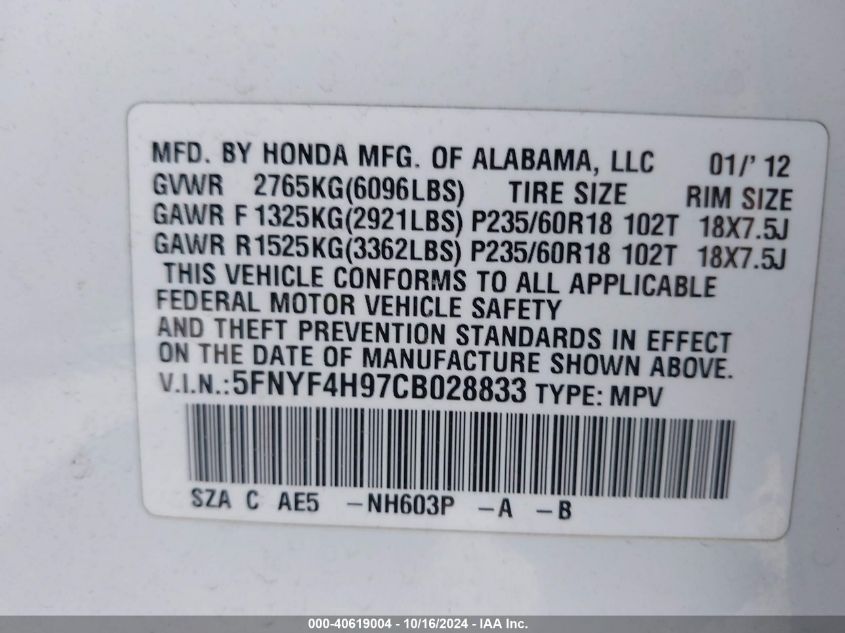 MFD. BY HONDA MFG. OF ALABAMA, LLC 01/' 12
GVWR 2765KG(6096LBS) TIRE SIZE RIM SIZE
GAWR F 1325KG(2921LBS) P235/60R18 102T 18X7.5J
GAWR R1525KG(3362LBS) P235/60R18 102T 18X7.5J
THIS VEHICLE CONFORMS TO ALL APPLICABLE
FEDERAL MOTOR VEHICLE SAFETY
AND THEFT PREVENTION STANDARDS IN EFFECT
ON THE DATE OF MANUFACTURE SHOWN ABOVE.
V.I.N.:5FNYF4H97CB028833 TYPE: MPV
SZA C AE5 –NH603P –A –B
000-40619004 - 10/16/2024 - IAA Inc.